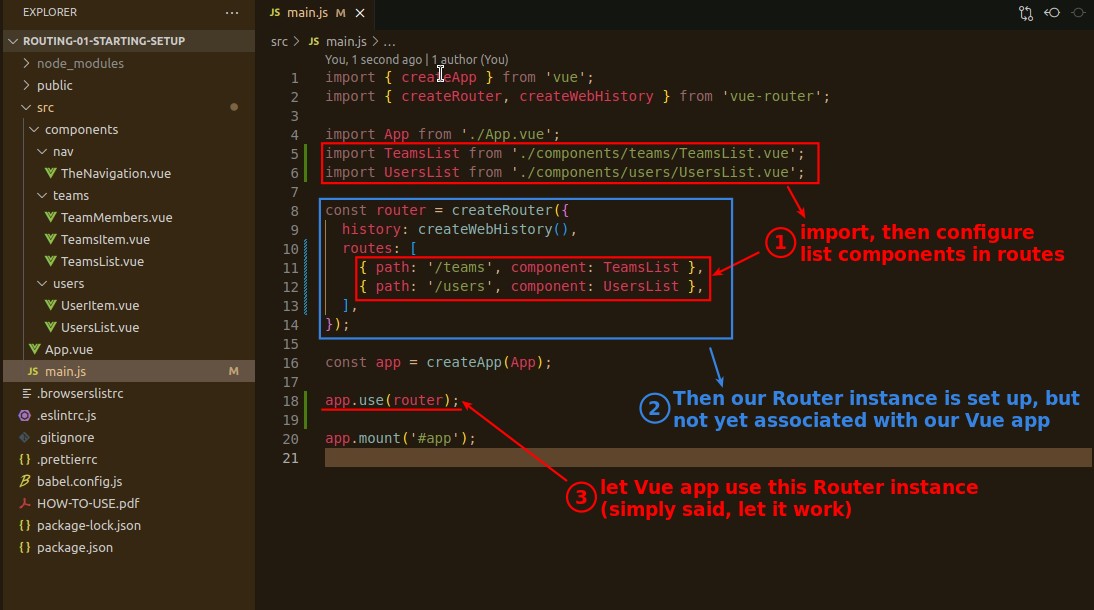 EXPLORER
ROUTING-01-STARTING-SETUP
node_modules
public
src
components
nav
TheNavigation.vue
teams
TeamMembers.vue
TeamsItem.vue
TeamsList.vue
users
UserItem.vue
UsersList.vue
App.vue
JS main.js M
.browserslistrc
.eslintrc.js
.gitignore
{} .prettierrc
babel.config.js
HOW-TO-USE.pdf
{} package-lock.json
{} package.json
JS main.js M
src > JS main.js > ...
You, 1 second ago | 1 author (You)
1 import { createApp } from 'vue';
2 import { createRouter, createWebHistory } from 'vue-router';
3
4 import App from './App.vue';
5 import TeamsList from './components/teams/TeamsList.vue';
6 import UsersList from './components/users/UsersList.vue';
7
8 const router = createRouter({
9 history: createWebHistory(),
10 routes: [
11 { path: '/teams', component: TeamsList },
12 { path: '/users', component: UsersList },
13 ],
14 });
15
16 const app = createApp(App);
17
18 app.use(router);
19
20 app.mount('#app');
21
1 import, then configure
list components in routes
2 Then our Router instance is set up, but
not yet associated with our Vue app
3 let Vue app use this Router instance
(simply said, let it work)